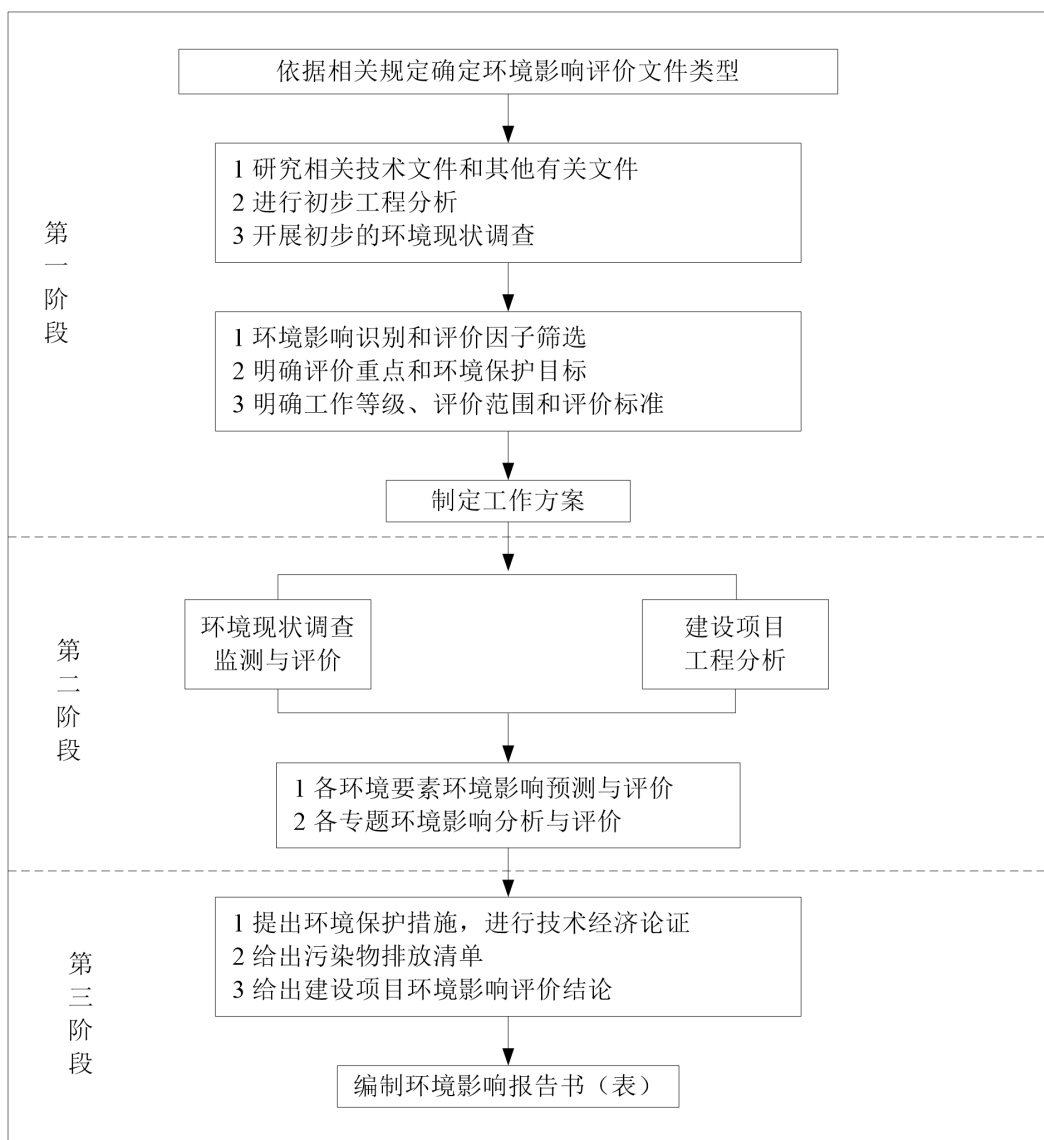 依据相关规定确定环境影响评价文件类型
1 研究相关技术文件和其他有关文件
2 进行初步工程分析
3 开展初步的环境现状调查
第一阶段
1 环境影响识别和评价因子筛选
2 明确评价重点和环境保护目标
3 明确工作等级、评价范围和评价标准
制定工作方案
第二阶段
环境现状调查
监测与评价
建设项目
工程分析
1 各环境要素环境影响预测与评价
2 各专题环境影响分析与评价
第三阶段
1 提出环境保护措施，进行技术经济论证
2 给出污染物排放清单
3 给出建设项目环境影响评价结论
编制环境影响报告书（表）